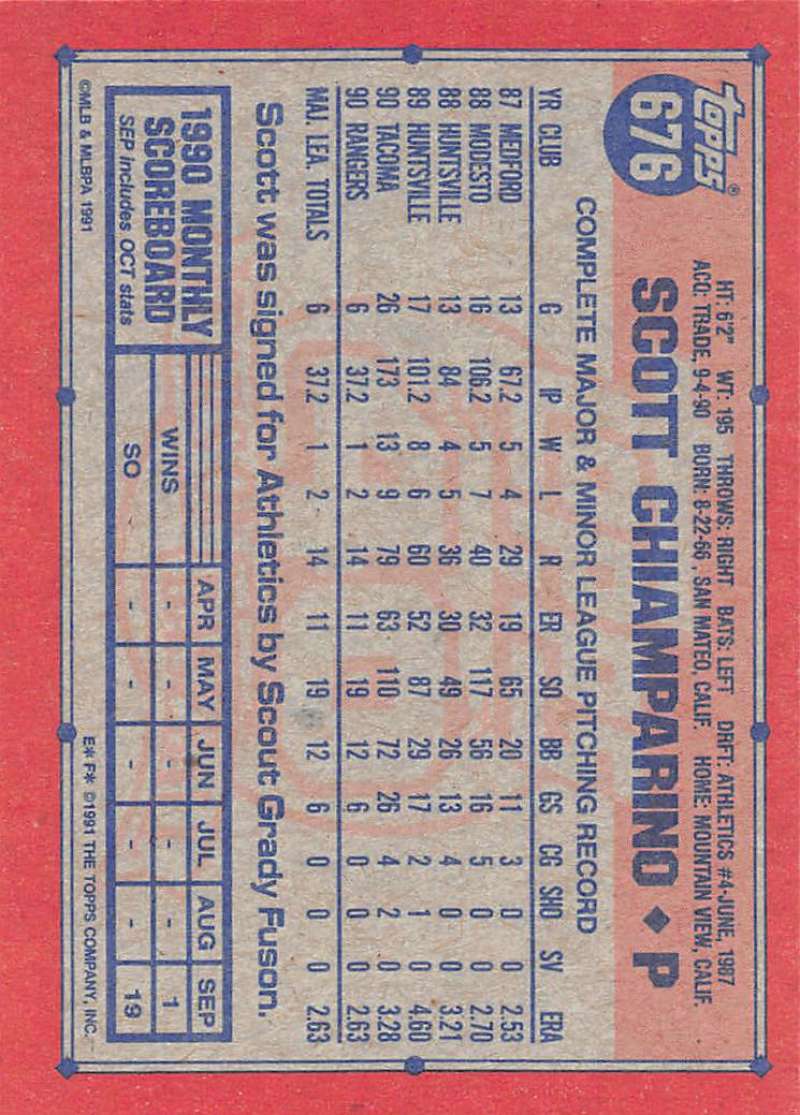 TOPPS®
676
HT: 6'2" WT: 195 THROWS: RIGHT BATS: LEFT DRFT: ATHLETICS #4-JUNE, 1987
ACQ: TRADE, 9-4-90 BORN: 8-22-66, SAN MATEO, CALIF. HOME: MOUNTAIN VIEW, CALIF.
SCOTT CHIAMPARINO ◆ P
COMPLETE MAJOR & MINOR LEAGUE PITCHING RECORD
YR CLUB G IP W L R ER SO BB GS CG SHO SV ERA
87 MEDFORD 13 67.2 5 4 29 19 65 20 11 3 0 0 2.53
88 MODESTO 16 106.2 5 7 40 32 117 56 16 5 0 0 2.70
88 HUNTSVILLE 13 84 4 5 36 30 49 26 13 4 0 0 3.21
89 HUNTSVILLE 17 101.2 8 6 60 52 87 29 17 2 1 0 4.60
90 TACOMA 26 173 13 9 79 63 110 72 26 4 2 0 3.28
90 RANGERS 6 37.2 1 2 14 11 19 12 6 0 0 0 2.63
MAJ. LEA. TOTALS 6 37.2 1 2 14 11 19 12 6 0 0 0 2.63
Scott was signed for Athletics by Scout Grady Fuson.
1990 MONTHLY
SCOREBOARD
SEP includes OCT stats
APR MAY JUN JUL AUG SEP
WINS - - - - - 1
SO - - - - - 19
©MLB & MLBPA 1991
E* F* ©1991 THE TOPPS COMPANY, INC.